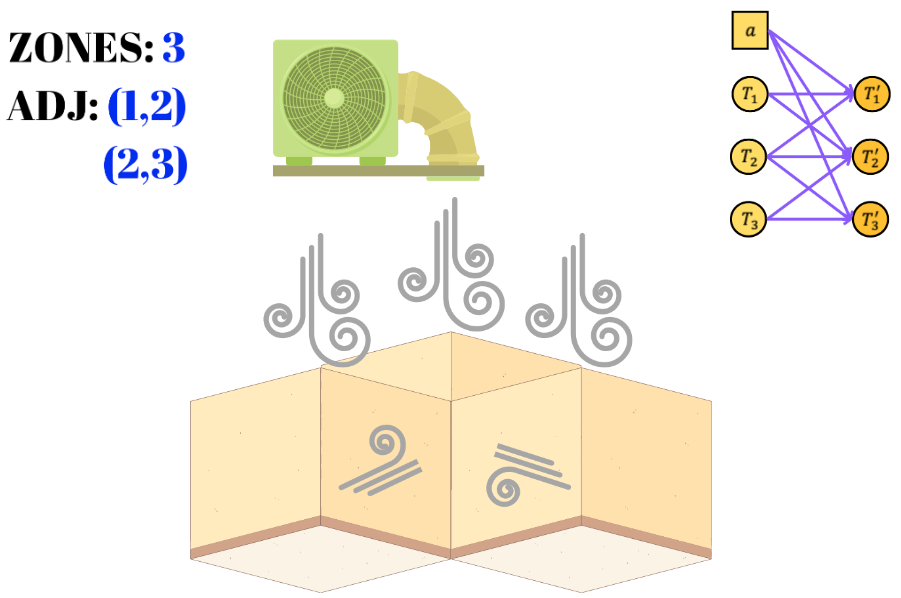 ZONES: 3
ADJ: (1,2)
(2,3)
a
T₁ T₁′
T₂ T₂′
T₃ T₃′